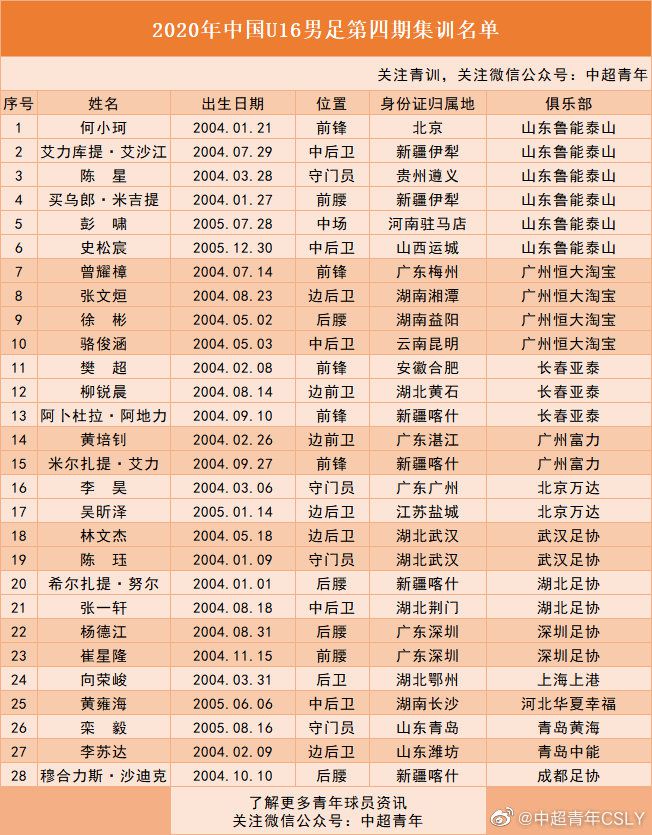 2020年中国U16男足第四期集训名单
关注青训，关注微信公众号：中超青年
序号 姓名 出生日期 位置 身份证归属地 俱乐部
1 何小珂 2004.01.21 前锋 北京 山东鲁能泰山
2 艾力库提·艾沙江 2004.07.29 中后卫 新疆伊犁 山东鲁能泰山
3 陈 星 2004.03.28 守门员 贵州遵义 山东鲁能泰山
4 买乌郎·米吉提 2004.01.27 前腰 新疆伊犁 山东鲁能泰山
5 彭 啸 2005.07.28 中场 河南驻马店 山东鲁能泰山
6 史松宸 2005.12.30 中后卫 山西运城 山东鲁能泰山
7 曾耀樟 2004.07.14 前锋 广东梅州 广州恒大淘宝
8 张文烜 2004.08.23 边后卫 湖南湘潭 广州恒大淘宝
9 徐 彬 2004.05.02 后腰 湖南益阳 广州恒大淘宝
10 骆俊涵 2004.05.03 中后卫 云南昆明 广州恒大淘宝
11 樊 超 2004.02.08 前锋 安徽合肥 长春亚泰
12 柳锐晨 2004.08.14 边前卫 湖北黄石 长春亚泰
13 阿卜杜拉·阿地力 2004.09.10 前锋 新疆喀什 长春亚泰
14 黄培钊 2004.02.26 边前卫 广东湛江 广州富力
15 米尔扎提·艾力 2004.09.27 前锋 新疆喀什 广州富力
16 李 昊 2004.03.06 守门员 广东广州 北京万达
17 吴昕泽 2005.01.14 边后卫 江苏盐城 北京万达
18 林文杰 2004.05.18 边后卫 湖北武汉 武汉足协
19 陈 珏 2004.01.09 守门员 湖北武汉 武汉足协
20 希尔扎提·努尔 2004.01.01 后腰 新疆喀什 湖北足协
21 张一轩 2004.08.18 中后卫 湖北荆门 湖北足协
22 杨德江 2004.08.31 后腰 广东深圳 深圳足协
23 崔星隆 2004.11.15 前腰 广东深圳 深圳足协
24 向荣峻 2004.03.31 后卫 湖北鄂州 上海上港
25 黄雍海 2005.06.06 中后卫 湖南长沙 河北华夏幸福
26 栾 毅 2005.08.16 守门员 山东青岛 青岛黄海
27 李苏达 2004.02.09 边后卫 山东潍坊 青岛中能
28 穆合力斯·沙迪克 2004.10.10 后腰 新疆喀什 成都足协
了解更多青年球员资讯
关注微信公众号：中超青年
@中超青年CSLY